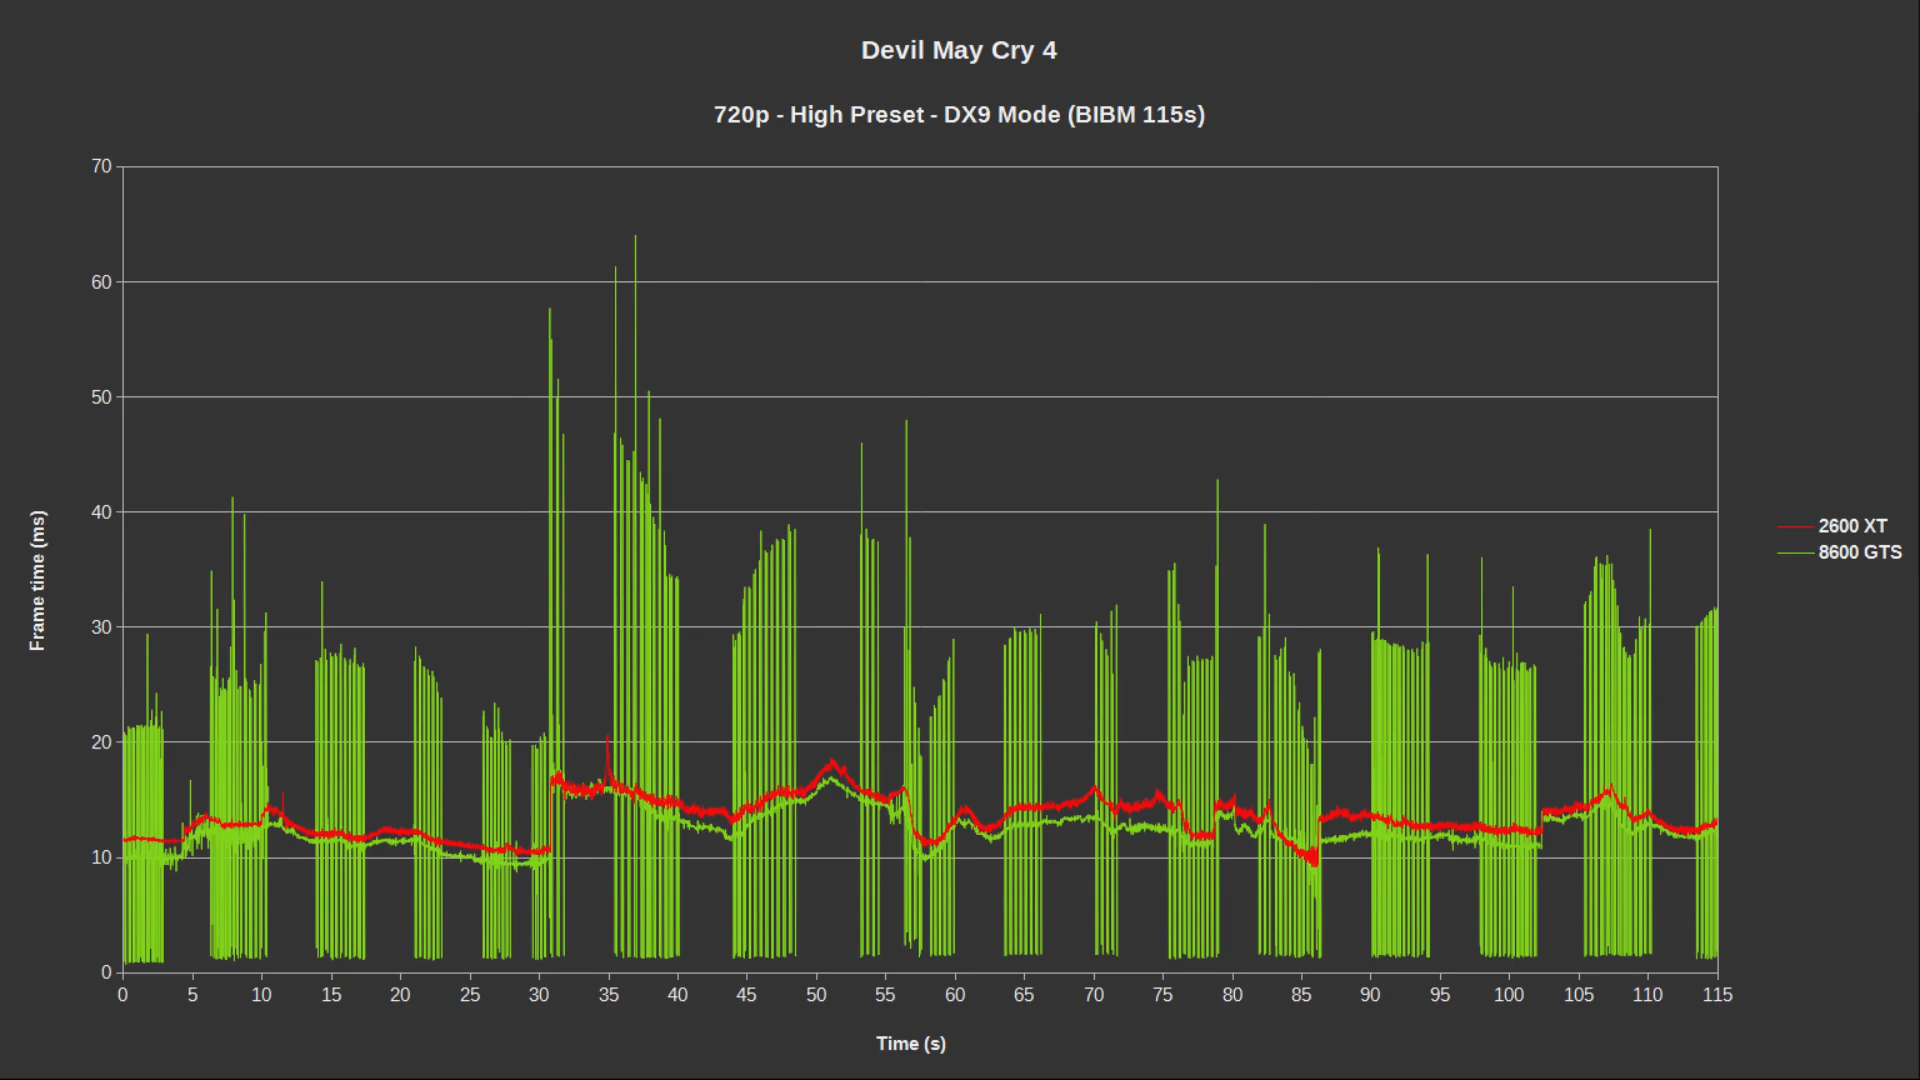 Devil May Cry 4
720p - High Preset - DX9 Mode (BIBM 115s)
70
60
50
40
30
20
10
0
Frame time (ms)
0 5 10 15 20 25 30 35 40 45 50 55 60 65 70 75 80 85 90 95 100 105 110 115
Time (s)
2600 XT
8600 GTS